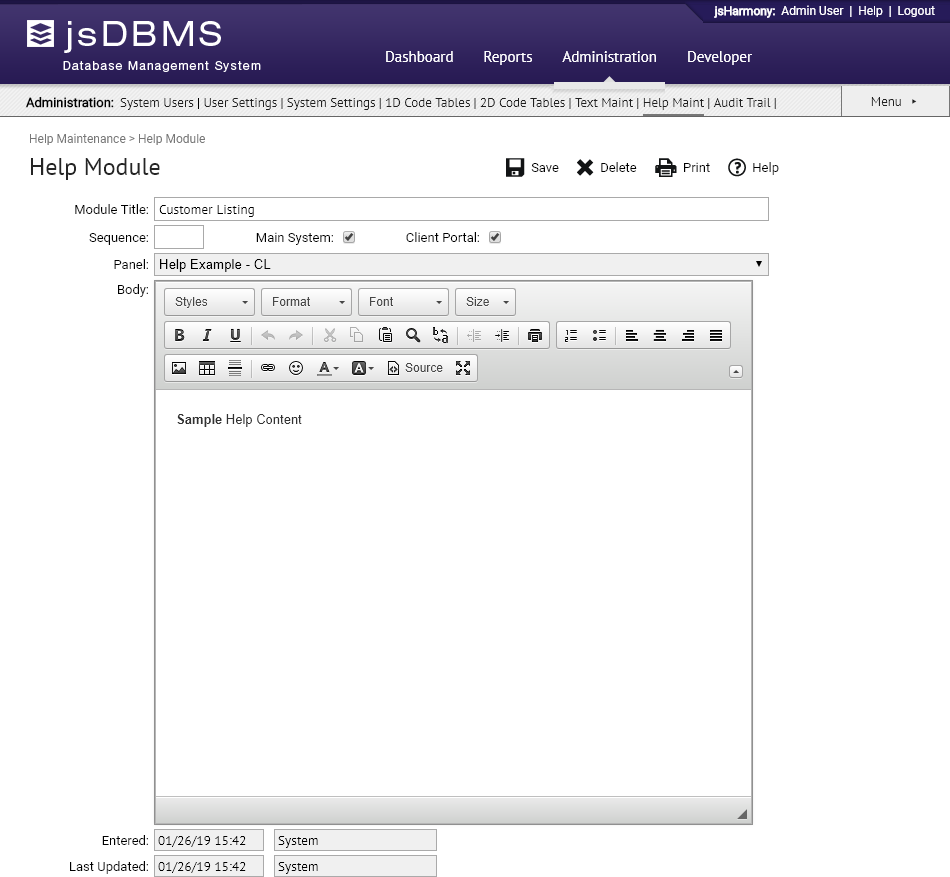 jsHarmony: Admin User | Help | Logout
jsDBMS
Database Management System
Dashboard Reports Administration Developer
Administration: System Users | User Settings | System Settings | 1D Code Tables | 2D Code Tables | Text Maint | Help Maint | Audit Trail |
Menu
Help Maintenance > Help Module
Help Module
Save Delete Print Help
Module Title: Customer Listing
Sequence: Main System: Client Portal:
Panel: Help Example - CL
Body:
Styles Format Font Size
B I U
Source
Sample Help Content
Entered: 01/26/19 15:42 System
Last Updated: 01/26/19 15:42 System